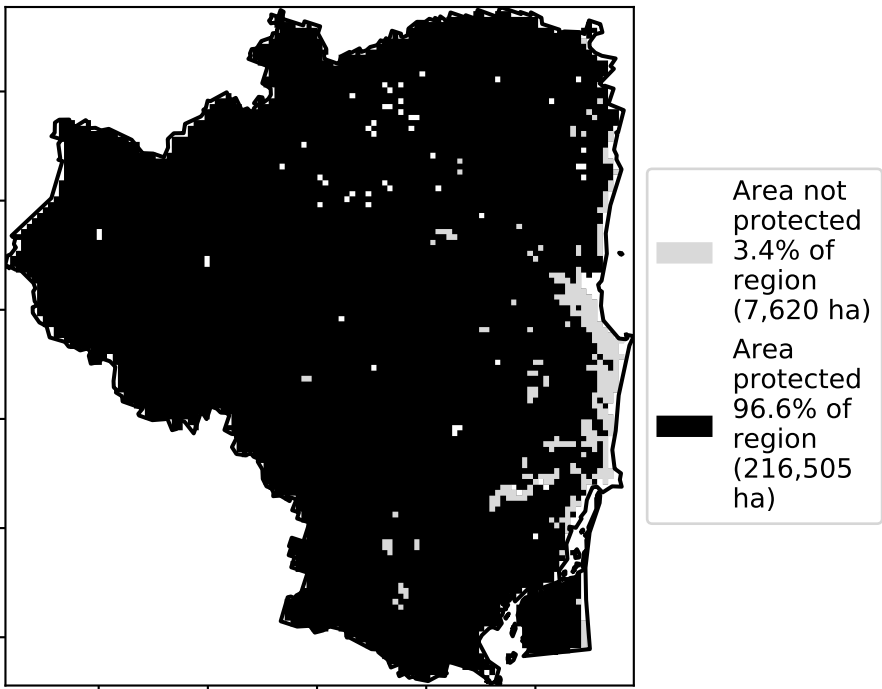 Area not
protected
3.4% of
region
(7,620 ha)
Area
protected
96.6% of
region
(216,505
ha)